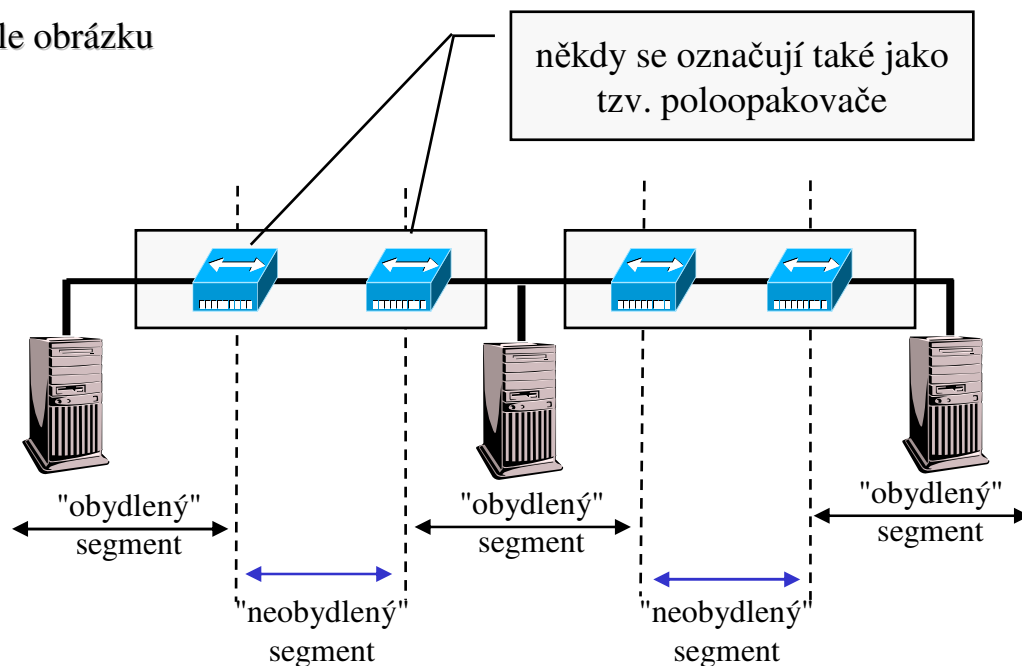 le obrázku
někdy se označují také jako
tzv. poloopakovače
"obydlený"
segment
"obydlený"
segment
"obydlený"
segment
"neobydlený"
segment
"neobydlený"
segment